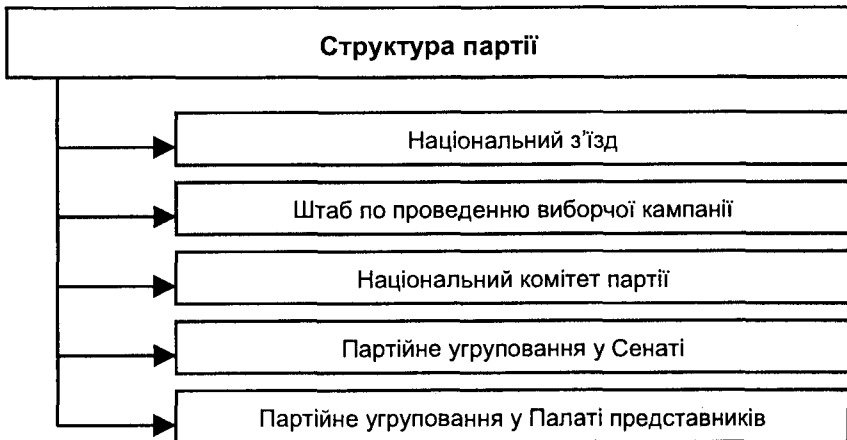 Структура партії
Національний з'їзд
Штаб по проведенню виборчої кампанії
Національний комітет партії
Партійне угруповання у Сенаті
Партійне угруповання у Палаті представників